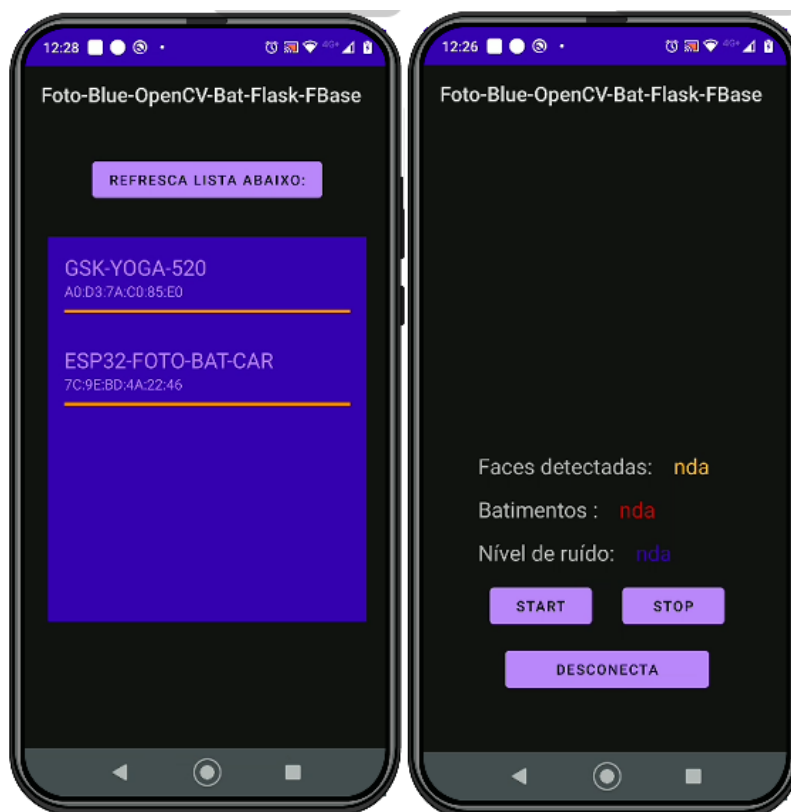 12:28
4G+
Foto-Blue-OpenCV-Bat-Flask-FBase
REFRESCA LISTA ABAIXO:
GSK-YOGA-520
A0:D3:7A:C0:85:E0
ESP32-FOTO-BAT-CAR
7C:9E:BD:4A:22:46
12:26
4G+
Foto-Blue-OpenCV-Bat-Flask-FBase
Faces detectadas: nda
Batimentos : nda
Nível de ruído: nda
START STOP
DESCONECTA